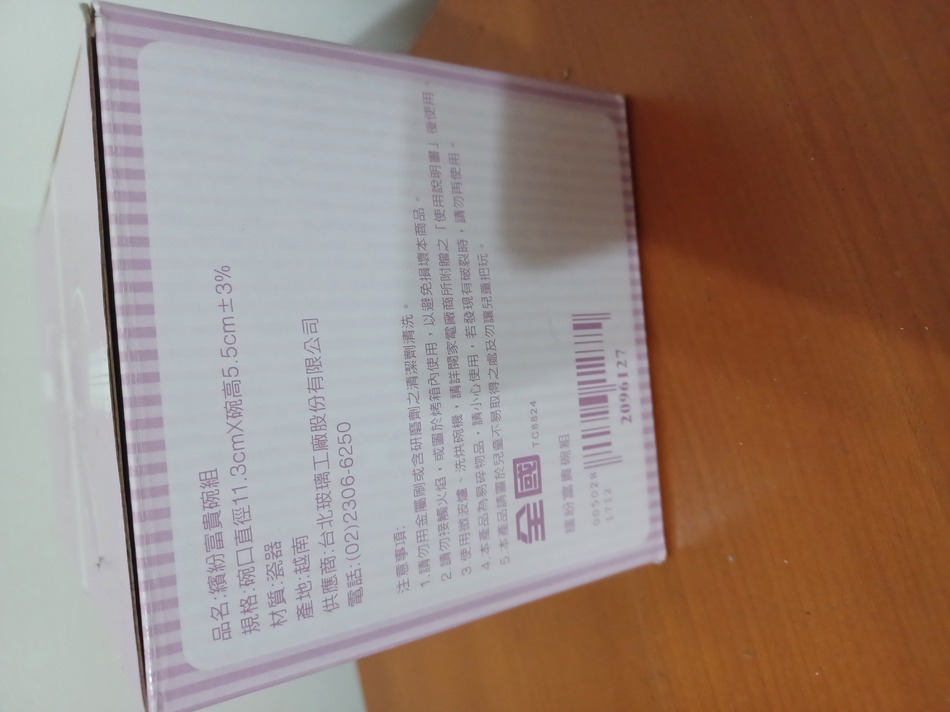 品名:繽紛富貴碗組
規格:碗口直徑11.3cmX碗高5.5cm±3%
材質:瓷器
產地:越南
供應商:台北玻璃工廠股份有限公司
電話:(02)2306-6250
注意事項:
1.請勿用金屬刷或含研磨劑之清潔劑清洗。
2.請勿接觸火焰，或置於烤箱內使用，以避免損壞本商品。
3.使用微波爐、洗烘碗機，請詳閱家電廠商所附贈之「使用說明書」後使用。
4.本產品為易碎物品，請小心使用，若發現有破裂時，請勿再使用。
5.本產品請置於兒童不易取得之處及勿讓兒童把玩。
全國 TC8824
繽紛富貴碗組
005028
1712
2096127